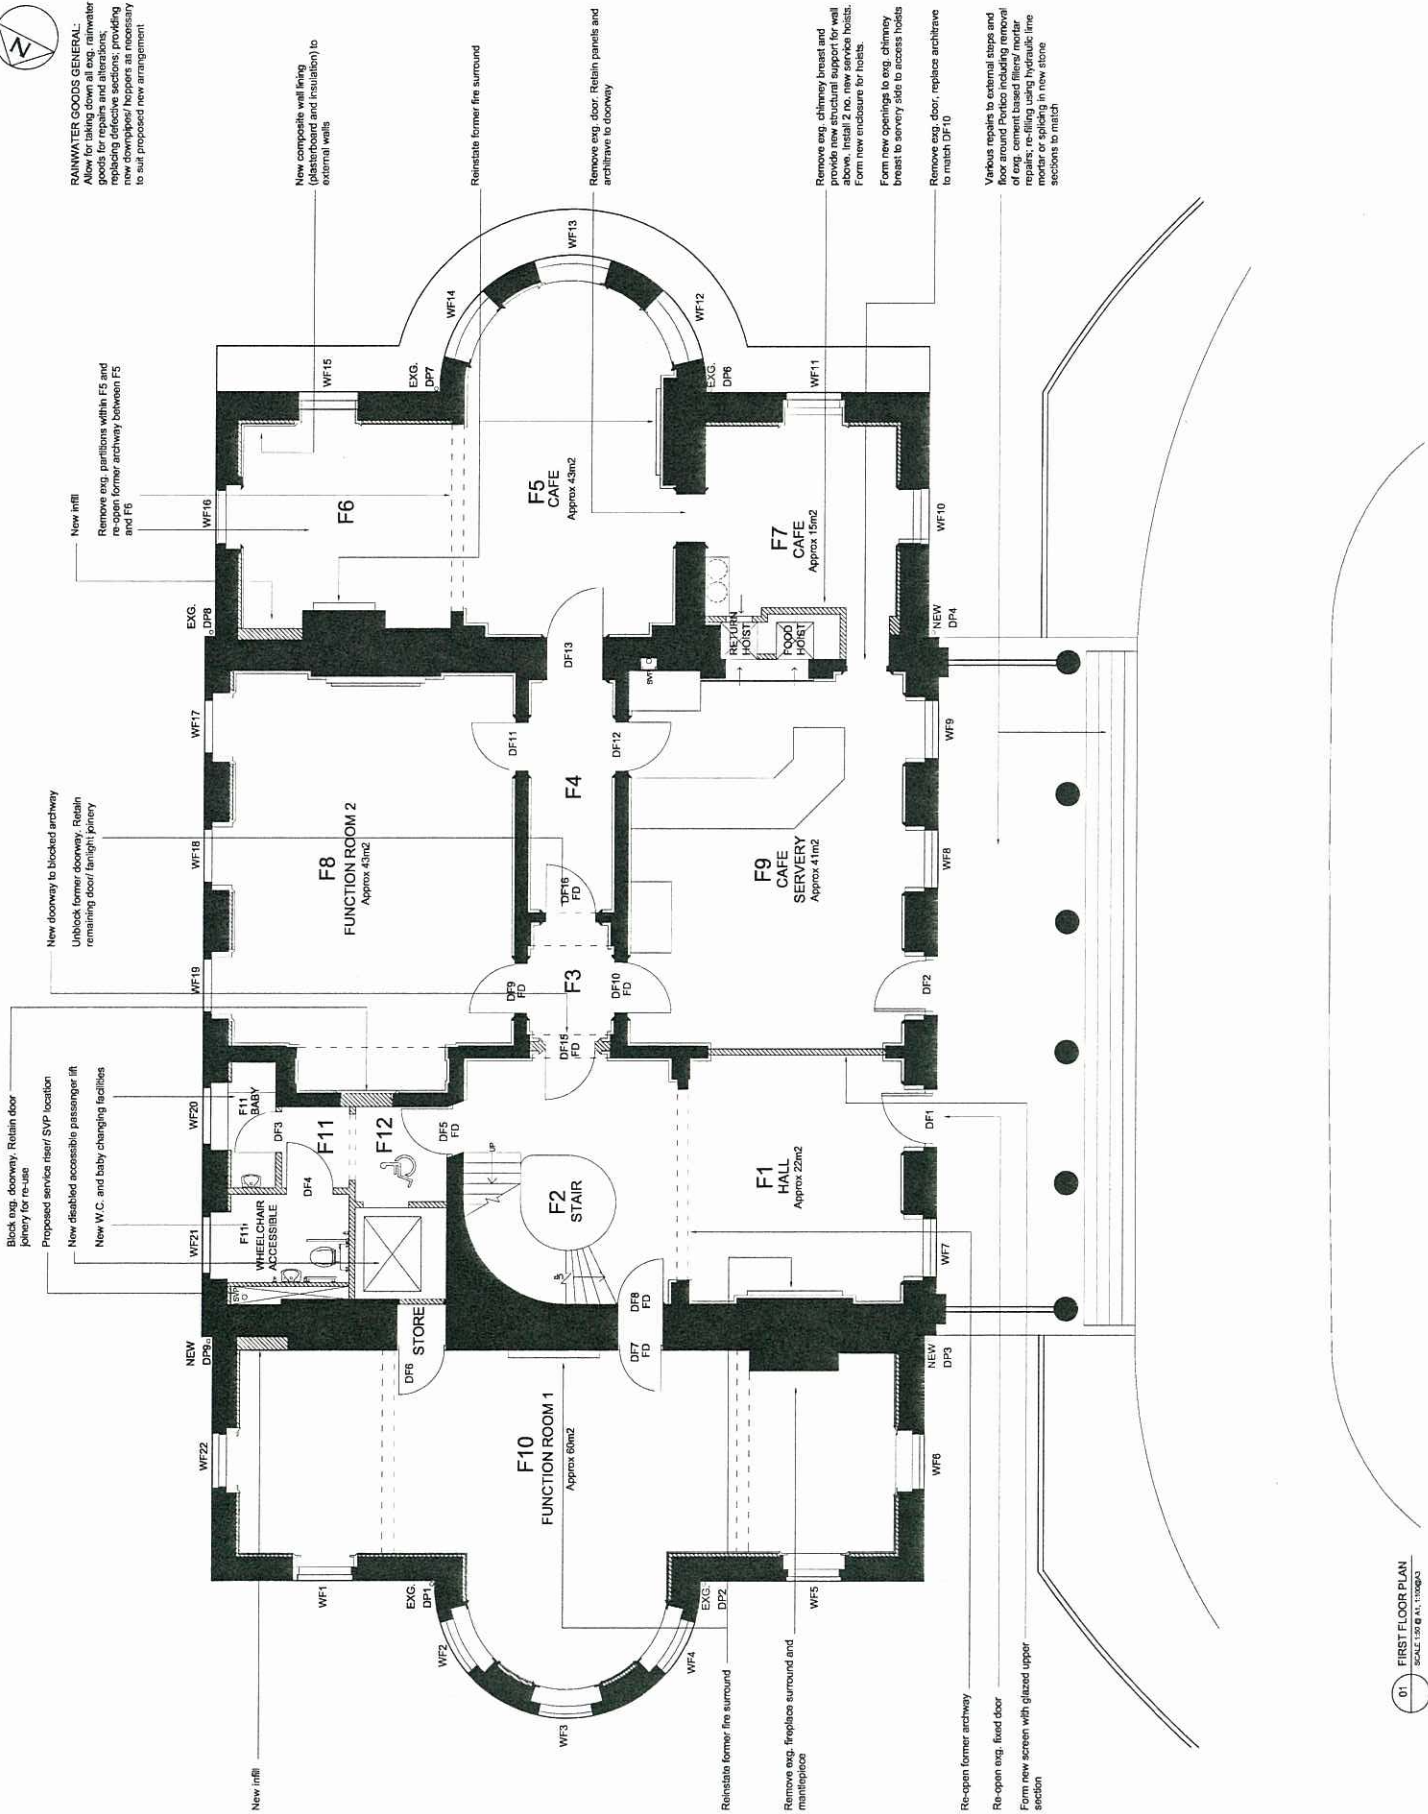 N
RAINWATER GOODS GENERAL:
Allow for taking down all exg. rainwater
goods for repairs and alterations;
replacing defective sections; providing
new downpipes/ hoppers as necessary
to suit proposed new arrangement
New composite wall lining
(plasterboard and insulation) to
external walls
Reinstate former fire surround
Remove exg. door. Retain panels and
architrave to doorway
Remove exg. chimney breast and
provide new structural support for wall
above. Install 2 no. new service hoists.
Form new enclosure for hoists.
Form new openings to exg. chimney
breast to servery side to access hoists
Remove exg. door, replace architrave
to match DF10
Various repairs to external steps and
floor around Portico including removal
of exg. cement based fillers/ mortar
repairs; re-filling using hydraulic lime
mortar or splicing in new stone
sections to match
New infill
Remove exg. partitions within F5 and
re-open former archway between F5
and F6
New doorway to blocked archway
Unblock former doorway. Retain
remaining door/ fanlight joinery
Block exg. doorway. Retain door
joinery for re-use
Proposed service riser/ SVP location
New disabled accessible passenger lift
New W.C. and baby changing facilities
WF13
WF14
WF12
WF15
EXG.
DP7
EXG.
DP6
WF11
WF16
F6
F5
CAFE
Approx 43m2
F7
CAFE
Approx 15m2
WF10
EXG.
DP8
RETURN
HOIST
FOOD
HOIST
NEW
DP4
DF13
SVP
WF17
DF11
DF12
WF9
F4
WF18
F8
FUNCTION ROOM 2
Approx 43m2
DF16
FD
F9
CAFE
SERVERY
Approx 41m2
WF8
WF19
DF9
FD
F3
DF10
FD
DF2
DF15
FD
WF20
F11
BABY
DF3
F11
F12
DF5
FD
DF1
DF4
UP
WF21
F11
WHEELCHAIR
ACCESSIBLE
F2
STAIR
F1
HALL
Approx 22m2
WF7
SVP
STORE
DF8
FD
NEW
DP9
DF6
DF7
FD
NEW
DP3
WF22
F10
FUNCTION ROOM 1
Approx 60m2
WF6
WF1
EXG.
DP1
EXG.
DP2
WF5
WF2
WF4
WF3
New infill
Reinstate former fire surround
Remove exg. fireplace surround and
mantlepiece
Re-open former archway
Re-open exg. fixed door
Form new screen with glazed upper
section
01
FIRST FLOOR PLAN
SCALE 1:50 @ A1, 1:100@A3